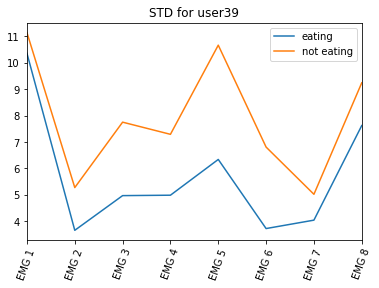 STD for user39
eating
not eating
11
10
9
8
7
6
5
4
EMG 1
EMG 2
EMG 3
EMG 4
EMG 5
EMG 6
EMG 7
EMG 8